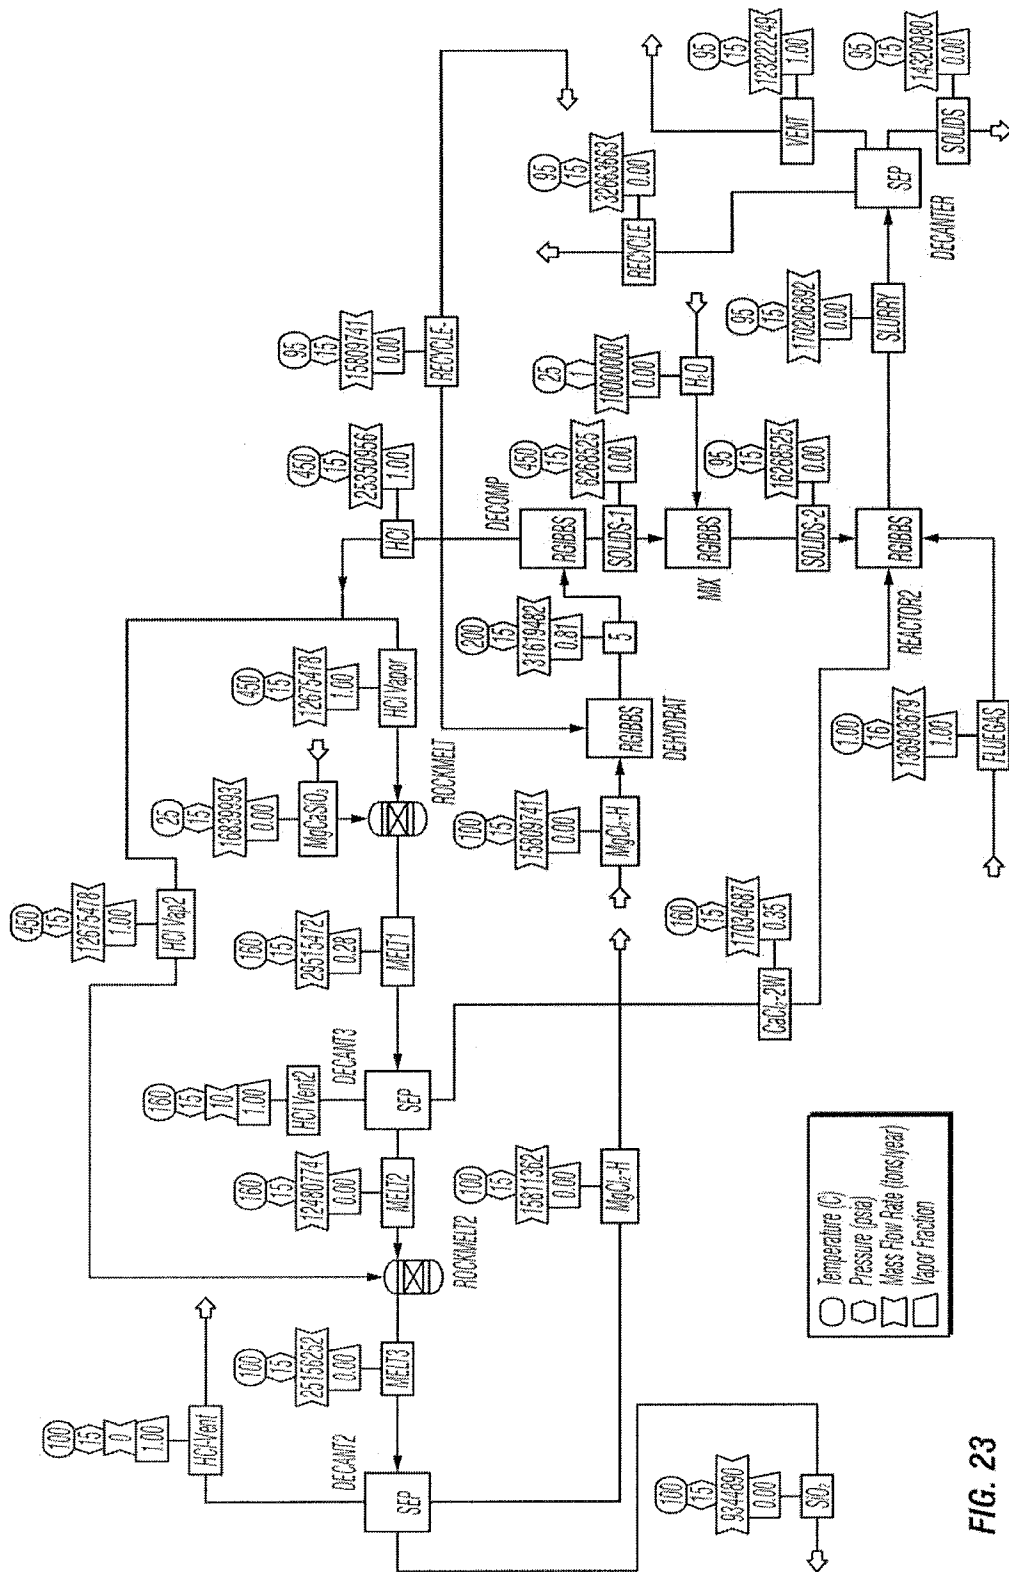 95
15
123222249
1.00
VENT
95
15
14320980
0.00
SOLIDS
SEP
DECANTER
95
15
32663663
0.00
RECYCLE
95
15
170206892
0.00
SLURRY
95
15
15809741
0.00
RECYCLE-
25
1
10000000
0.00
H₂O
450
15
25350956
1.00
HCl
DECOMP
RGIBBS
450
15
6268525
0.00
SOLIDS-1
RGIBBS
MIX
95
15
16268525
0.00
SOLIDS-2
RGIBBS
REACTOR2
200
15
31619482
0.81
5
RGIBBS
DEHYDRAT
450
15
12675478
1.00
HCl Vapor
ROCKMELT
25
15
16839993
0.00
MgCaSiO₃
100
15
15809741
0.00
MgCl₂-H
1.00
16
136903679
1.00
FLUEGAS
450
15
12675478
1.00
HCl Vap2
160
15
29515472
0.28
MELT1
160
15
17034687
0.35
CaCl₂-2W
DECANT3
SEP
160
15
10
1.00
HCl Vent2
160
15
12480774
0.00
MELT2
ROCKMELT2
100
15
15811362
0.00
MgCl₂-H
100
15
25156252
0.00
MELT3
100
15
0
1.00
HCl-Vent
DECANT2
SEP
100
15
9344890
0.00
SiO₂
Temperature (C)
Pressure (psia)
Mass Flow Rate (tons/year)
Vapor Fraction
FIG. 23